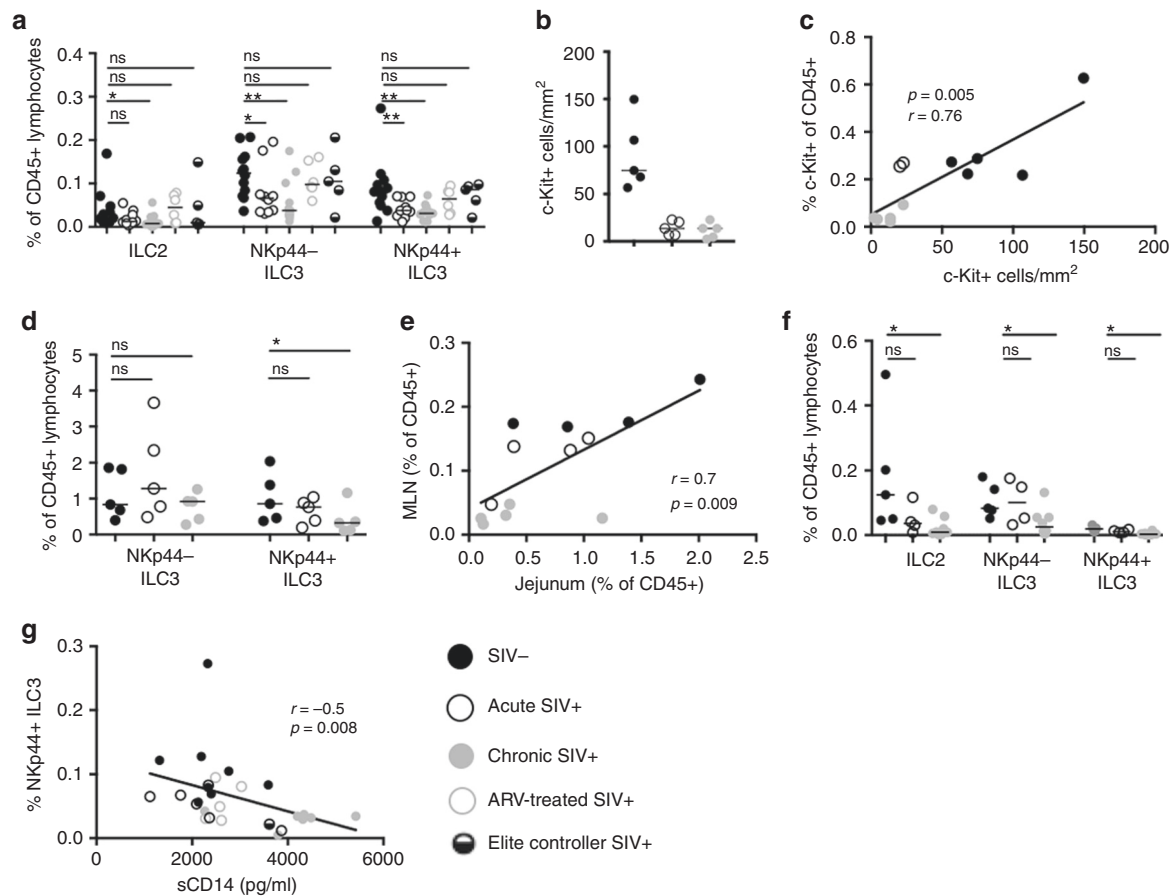 a
% of CD45+ lymphocytes
0.4
0.3
0.2
0.1
0.0
ns
ns
*
ns
ns
ns
**
*
ns
ns
**
**
ILC2
NKp44–
ILC3
NKp44+
ILC3
b
c-Kit+ cells/mm2
200
150
100
50
0
c
% c-Kit+ of CD45+
0.8
0.6
0.4
0.2
0.0
p = 0.005
r = 0.76
0
50
100
150
200
c-Kit+ cells/mm2
d
% of CD45+ lymphocytes
5
4
3
2
1
0
ns
ns
*
ns
NKp44–
ILC3
NKp44+
ILC3
e
MLN (% of CD45+)
0.3
0.2
0.1
0.0
r = 0.7
p = 0.009
0.0
0.5
1.0
1.5
2.0
2.5
Jejunum (% of CD45+)
f
% of CD45+ lymphocytes
0.6
0.4
0.2
0.0
*
ns
*
ns
*
ns
ILC2
NKp44–
ILC3
NKp44+
ILC3
g
% NKp44+ ILC3
0.3
0.2
0.1
0.0
r = –0.5
p = 0.008
0
2000
4000
6000
sCD14 (pg/ml)
SIV–
Acute SIV+
Chronic SIV+
ARV-treated SIV+
Elite controller SIV+